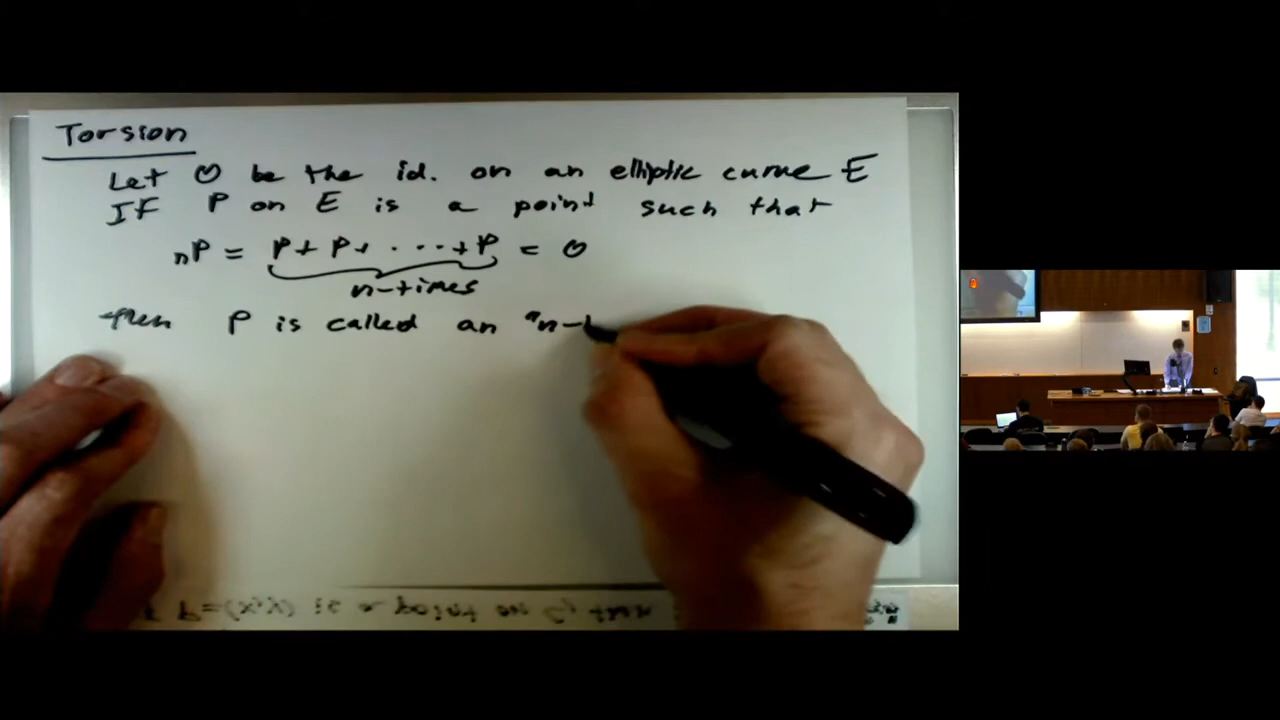 Torsion
Let O be the id. on an elliptic curve E
If P on E is a point such that
nP = P + P + · · · · + P = O
n-times
then P is called an "n-t